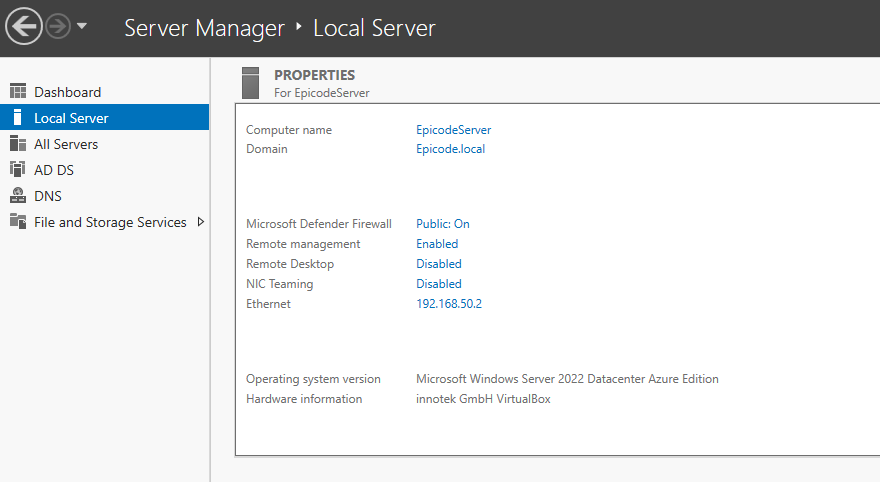 Server Manager ‣ Local Server
Dashboard
Local Server
All Servers
AD DS
DNS
File and Storage Services
PROPERTIES
For EpicodeServer
Computer name EpicodeServer
Domain Epicode.local
Microsoft Defender Firewall Public: On
Remote management Enabled
Remote Desktop Disabled
NIC Teaming Disabled
Ethernet 192.168.50.2
Operating system version Microsoft Windows Server 2022 Datacenter Azure Edition
Hardware information innotek GmbH VirtualBox